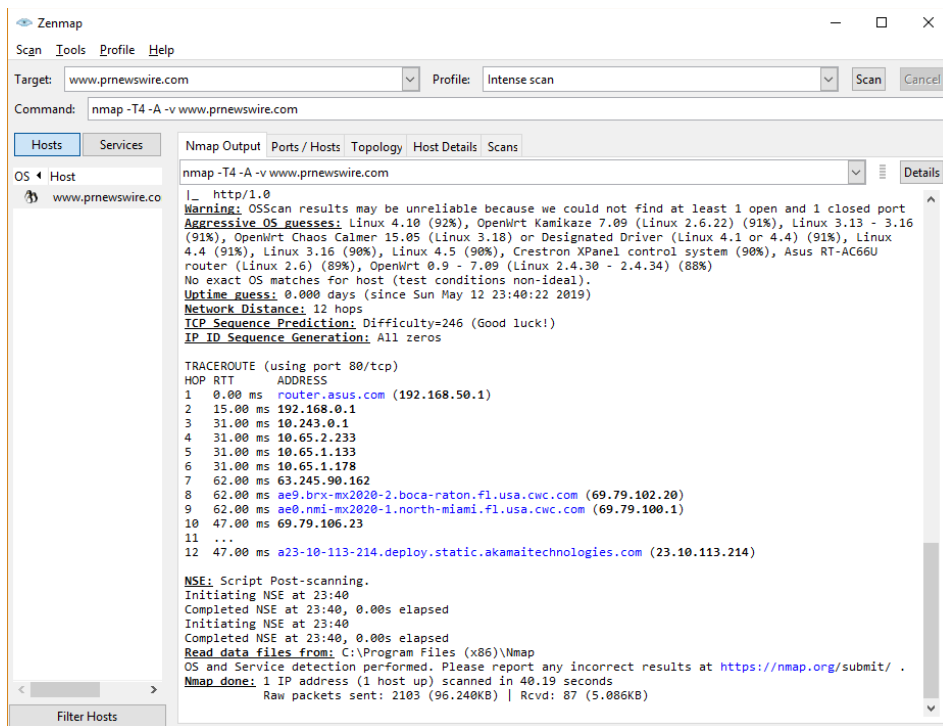 Zenmap
Scan Tools Profile Help
Target: www.prnewswire.com Profile: Intense scan Scan Cancel
Command: nmap -T4 -A -v www.prnewswire.com
Hosts Services Nmap Output Ports / Hosts Topology Host Details Scans
OS Host nmap -T4 -A -v www.prnewswire.com Details
www.prnewswire.co
|_  http/1.0
Warning: OSScan results may be unreliable because we could not find at least 1 open and 1 closed port
Aggressive OS guesses: Linux 4.10 (92%), OpenWrt Kamikaze 7.09 (Linux 2.6.22) (91%), Linux 3.13 - 3.16
(91%), OpenWrt Chaos Calmer 15.05 (Linux 3.18) or Designated Driver (Linux 4.1 or 4.4) (91%), Linux
4.4 (91%), Linux 3.16 (90%), Linux 4.5 (90%), Crestron XPanel control system (90%), Asus RT-AC66U
router (Linux 2.6) (89%), OpenWrt 0.9 - 7.09 (Linux 2.4.30 - 2.4.34) (88%)
No exact OS matches for host (test conditions non-ideal).
Uptime guess: 0.000 days (since Sun May 12 23:40:22 2019)
Network Distance: 12 hops
TCP Sequence Prediction: Difficulty=246 (Good luck!)
IP ID Sequence Generation: All zeros
TRACEROUTE (using port 80/tcp)
HOP RTT ADDRESS
1 0.00 ms router.asus.com (192.168.50.1)
2 15.00 ms 192.168.0.1
3 31.00 ms 10.243.0.1
4 31.00 ms 10.65.2.233
5 31.00 ms 10.65.1.133
6 31.00 ms 10.65.1.178
7 62.00 ms 63.245.90.162
8 62.00 ms ae9.brx-mx2020-2.boca-raton.fl.usa.cwc.com (69.79.102.20)
9 62.00 ms ae0.nmi-mx2020-1.north-miami.fl.usa.cwc.com (69.79.100.1)
10 47.00 ms 69.79.106.23
11 ...
12 47.00 ms a23-10-113-214.deploy.static.akamaitechnologies.com (23.10.113.214)
NSE: Script Post-scanning.
Initiating NSE at 23:40
Completed NSE at 23:40, 0.00s elapsed
Initiating NSE at 23:40
Completed NSE at 23:40, 0.00s elapsed
Read data files from: C:\Program Files (x86)\Nmap
OS and Service detection performed. Please report any incorrect results at https://nmap.org/submit/ .
Nmap done: 1 IP address (1 host up) scanned in 40.19 seconds
Raw packets sent: 2103 (96.240KB) | Rcvd: 87 (5.086KB)
Filter Hosts